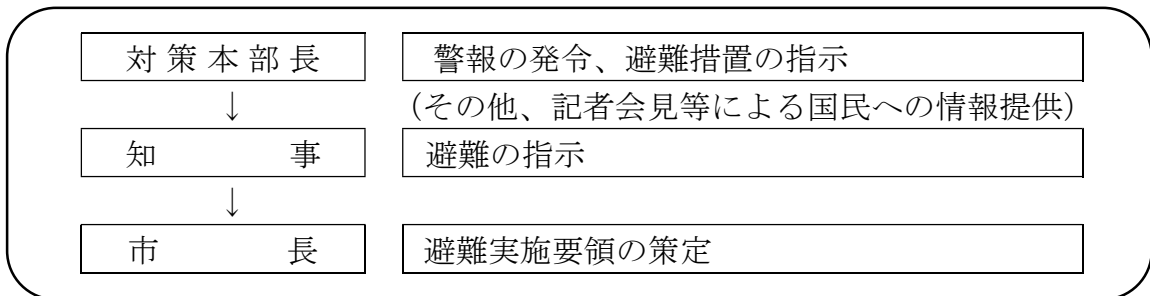 対策本部長 警報の発令、避難措置の指示
↓ (その他、記者会見等による国民への情報提供)
知事 避難の指示
↓
市長 避難実施要領の策定